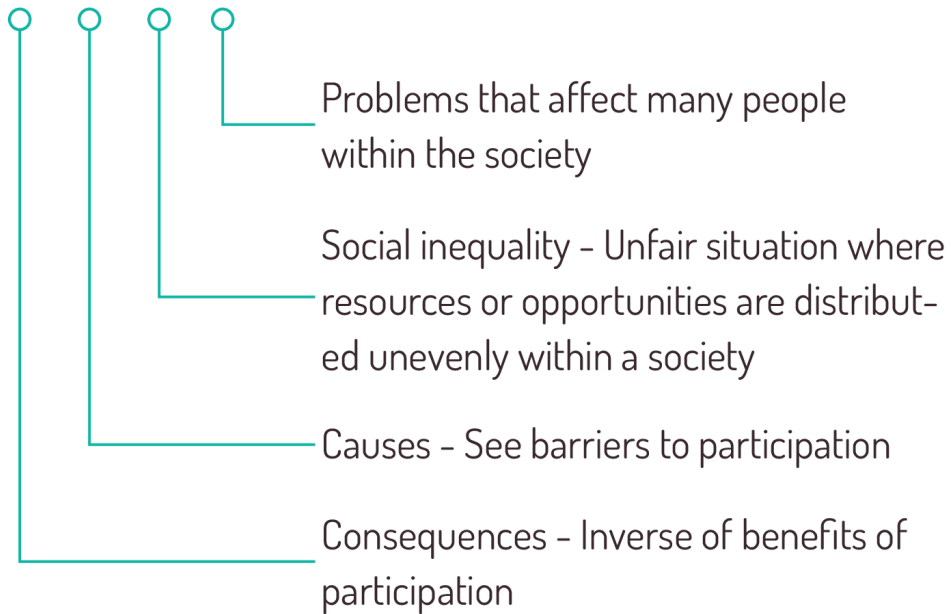 Problems that affect many people
within the society
Social inequality - Unfair situation where
resources or opportunities are distribut-
ed unevenly within a society
Causes - See barriers to participation
Consequences - Inverse of benefits of
participation